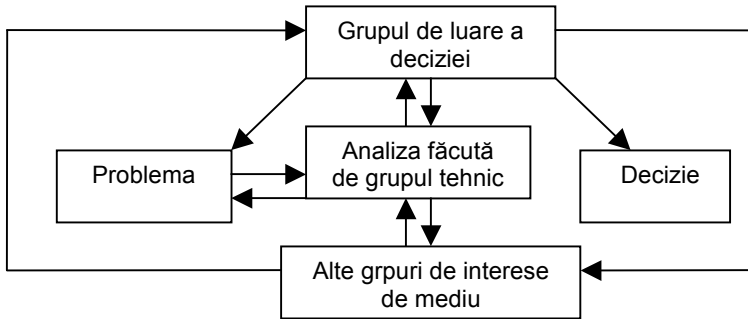 Grupul de luare a
deciziei
Problema
Analiza făcută
de grupul tehnic
Decizie
Alte grpuri de interese
de mediu